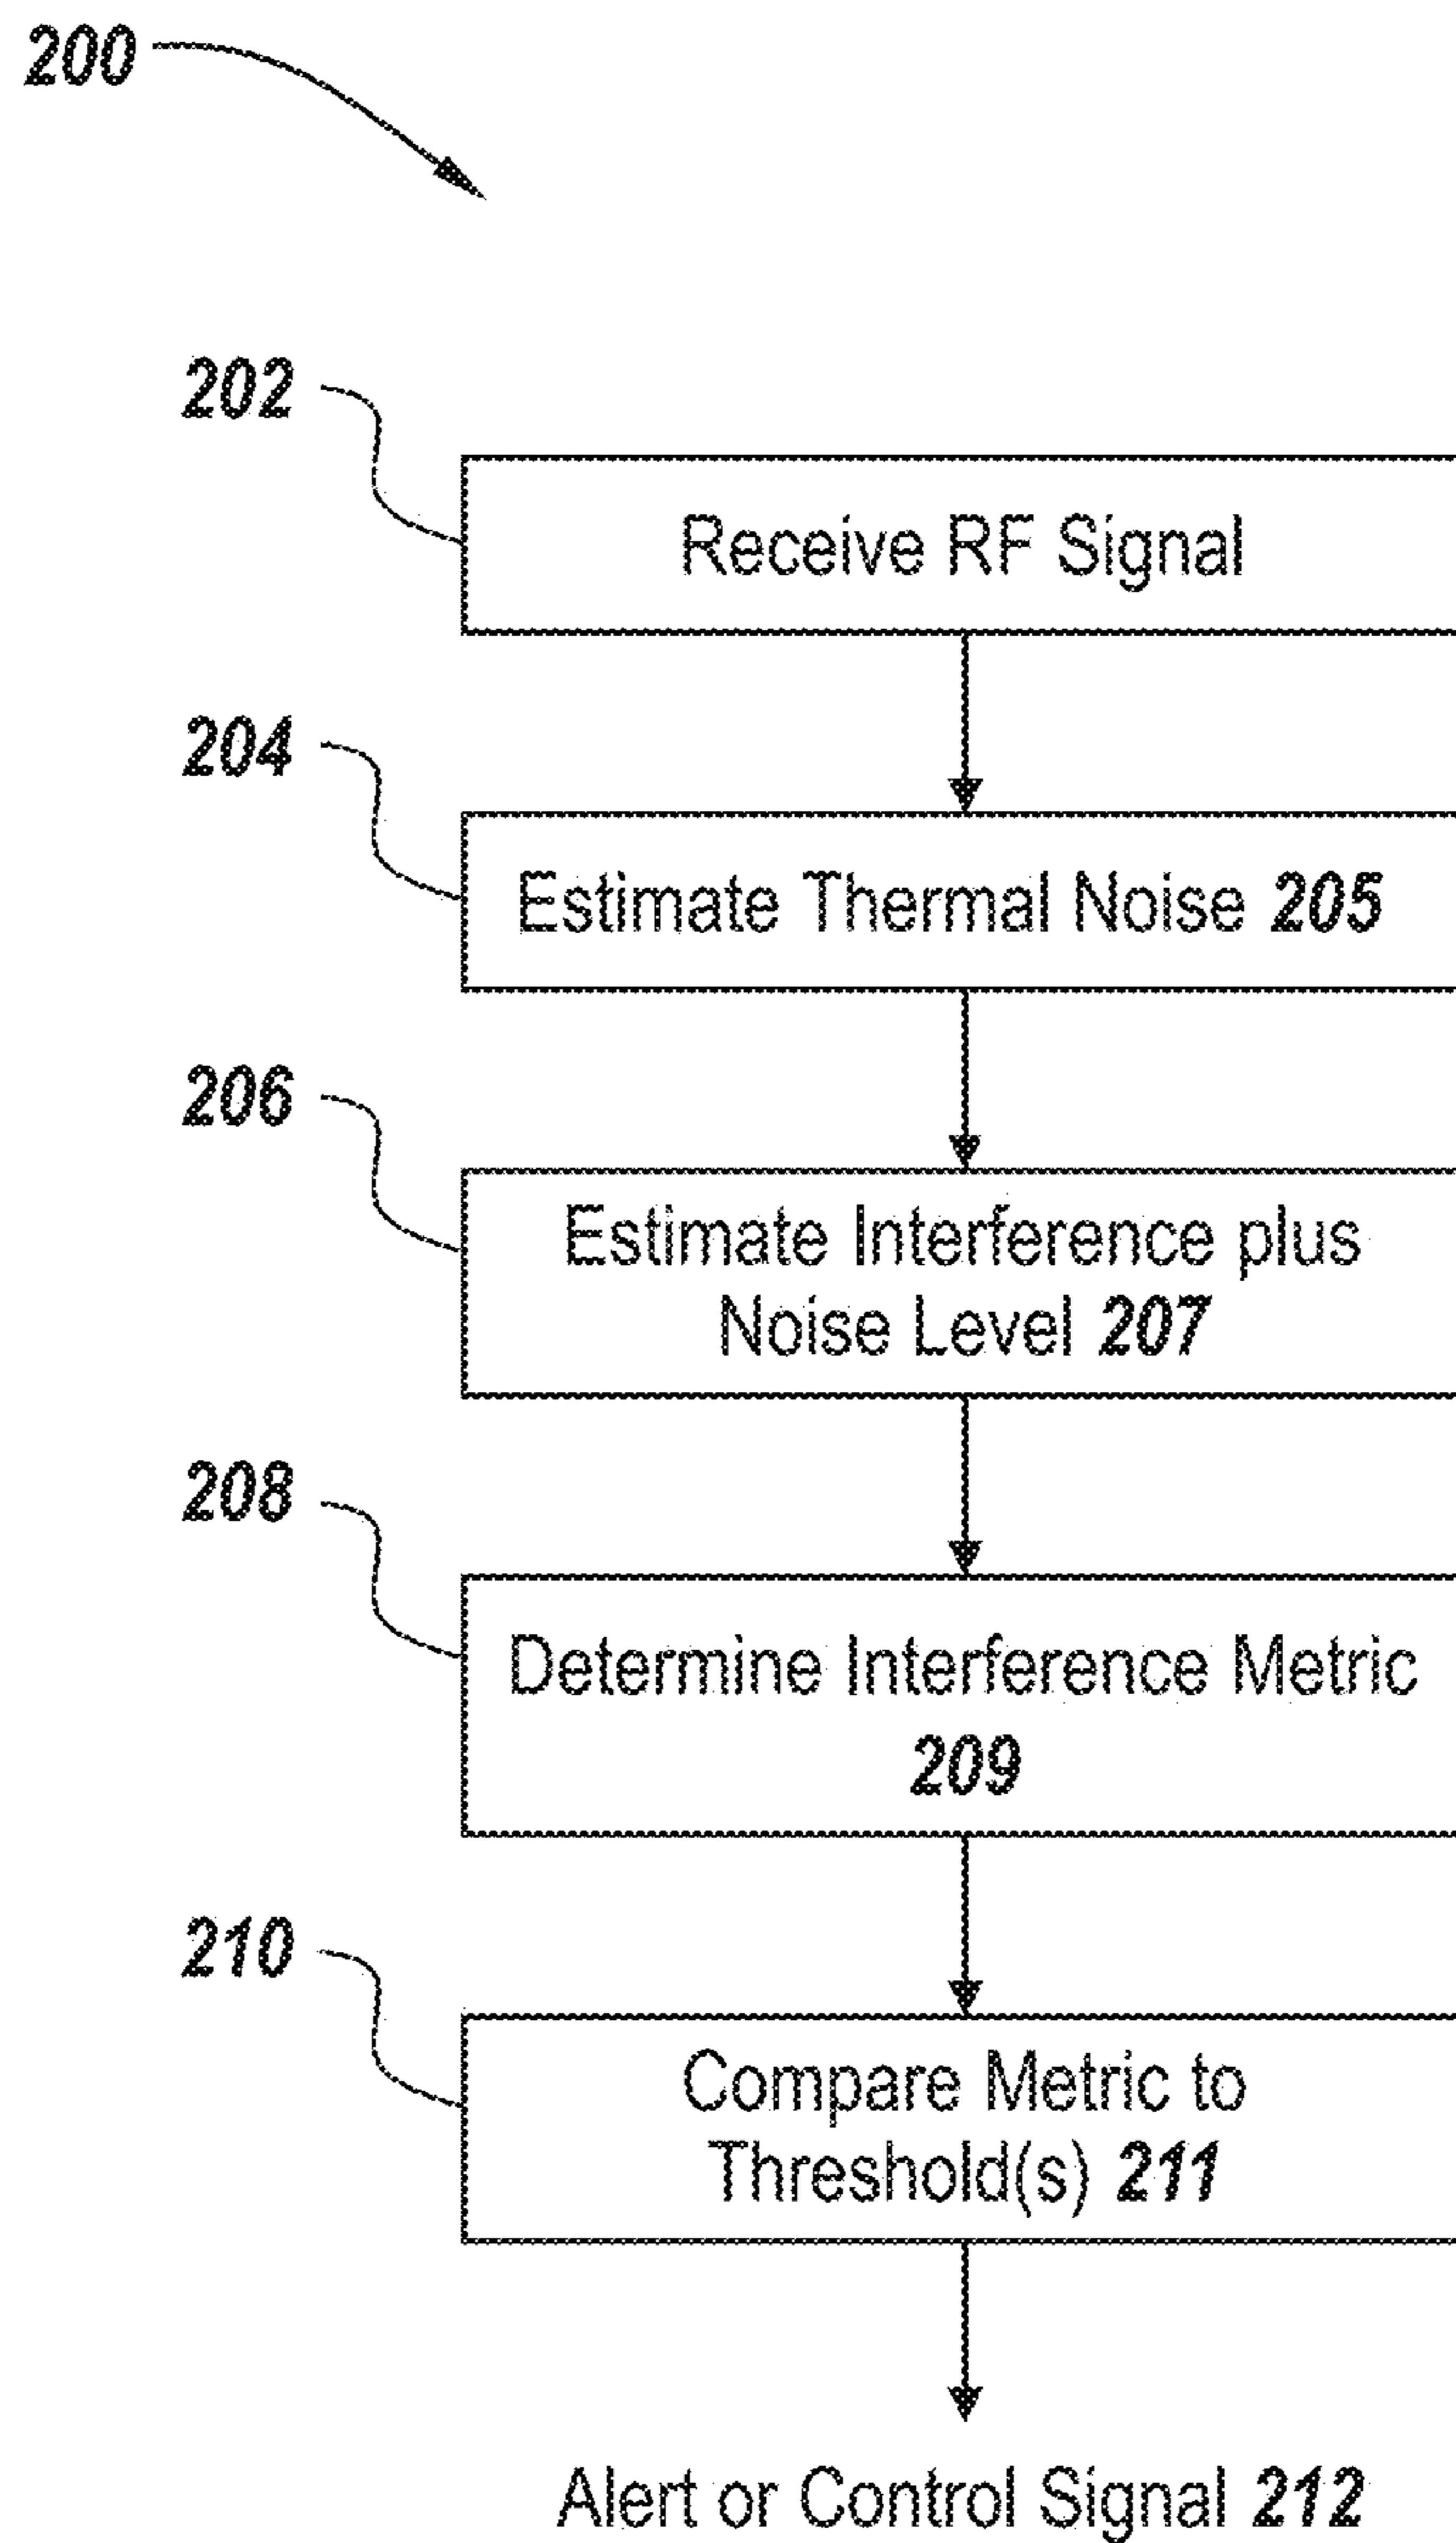 200
202
Receive RF Signal
204
Estimate Thermal Noise 205
206
Estimate Interference plus
Noise Level 207
208
Determine Interference Metric
209
210
Compare Metric to
Threshold(s) 211
Alert or Control Signal 212